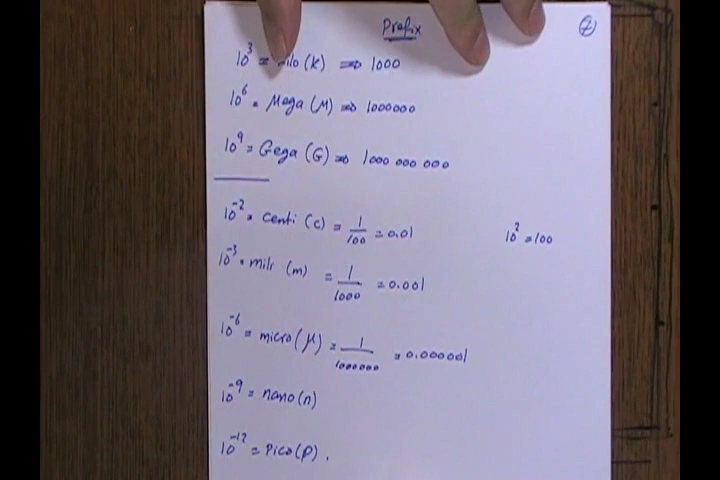 Prefix
2
10³ = Kilo (K) ⇒ 1000
10⁶ = Mega (M) ⇒ 1000000
10⁹ = Gega (G) ⇒ 1000 000 000
10⁻² = centi (c) = 1/100 = 0.01
10² = 100
10⁻³ = mili (m) = 1/1000 = 0.001
10⁻⁶ = micro (μ) = 1/1000000 = 0.000001
10⁻⁹ = nano (n)
10⁻¹² = Pico (p).